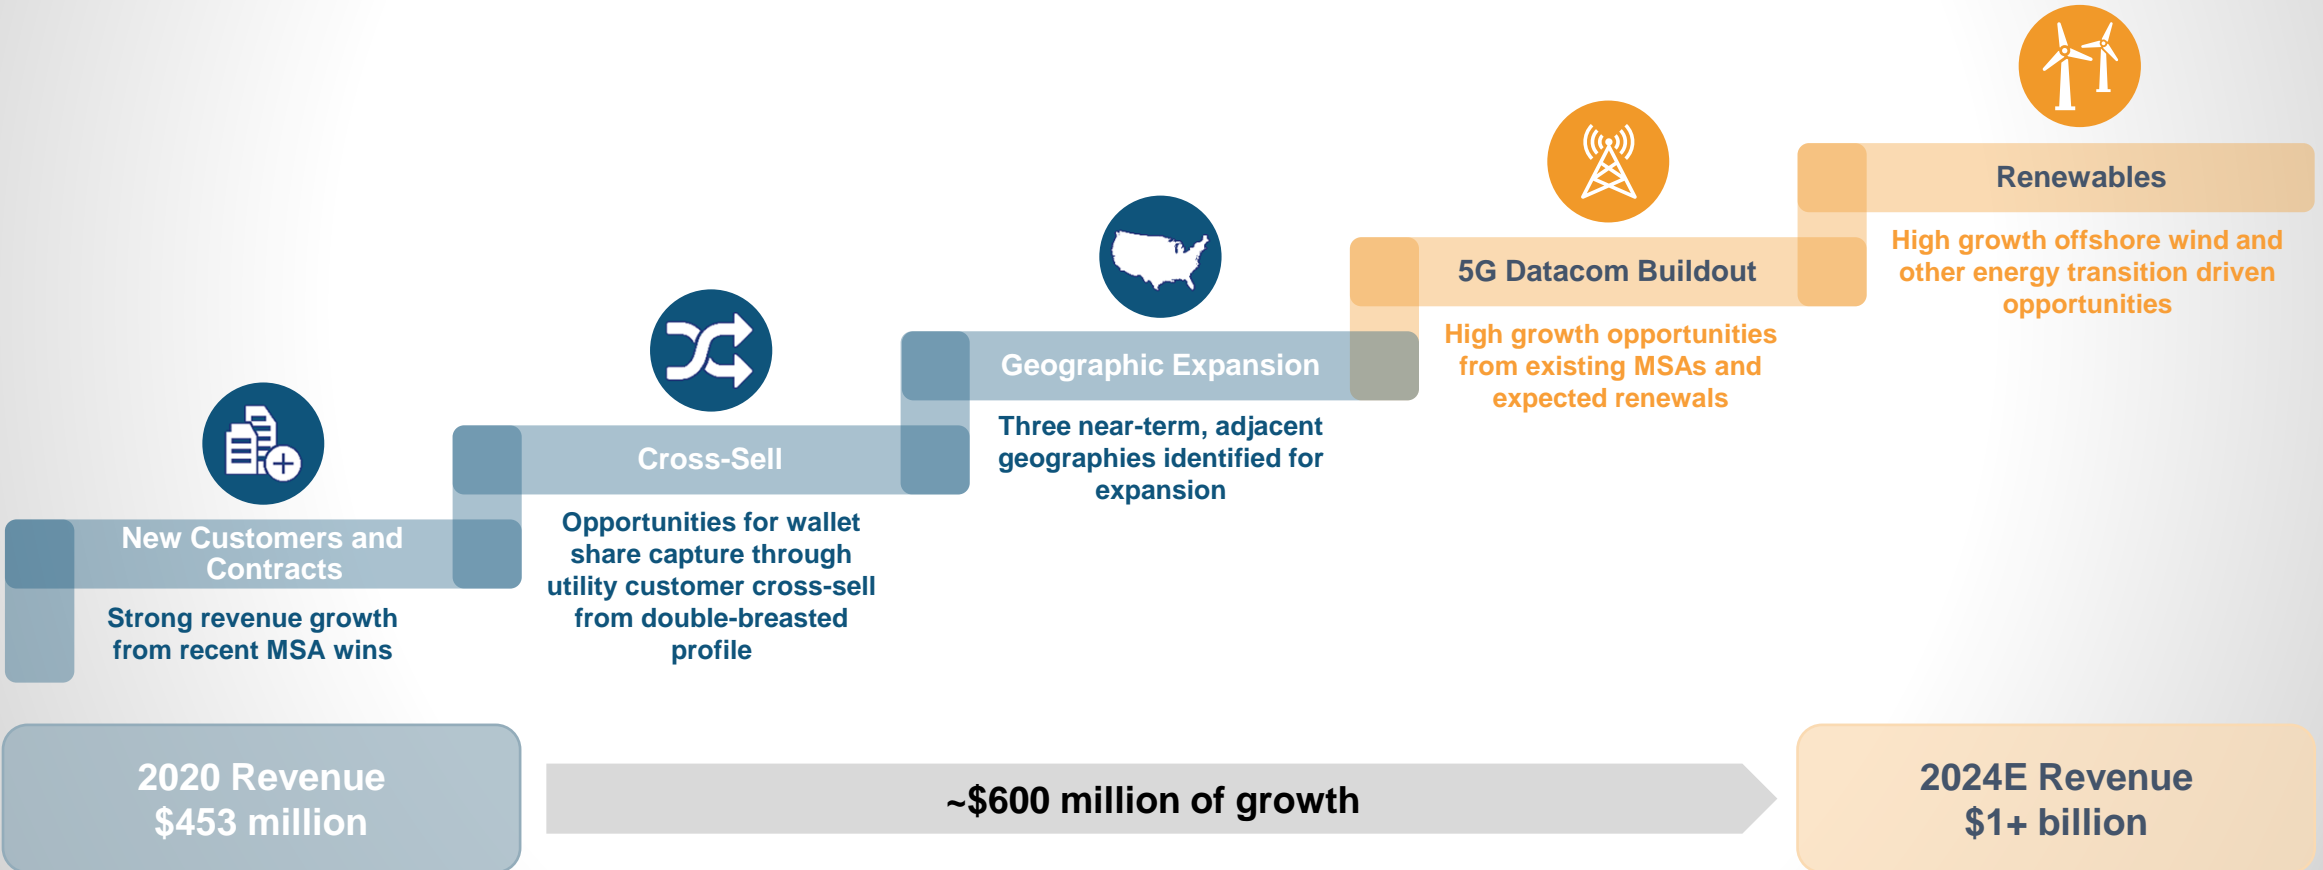 New Customers and
Contracts
Strong revenue growth
from recent MSA wins
Cross-Sell
Opportunities for wallet
share capture through
utility customer cross-sell
from double-breasted
profile
Geographic Expansion
Three near-term, adjacent
geographies identified for
expansion
5G Datacom Buildout
High growth opportunities
from existing MSAs and
expected renewals
Renewables
High growth offshore wind and
other energy transition driven
opportunities
2020 Revenue
$453 million
~$600 million of growth
2024E Revenue
$1+ billion